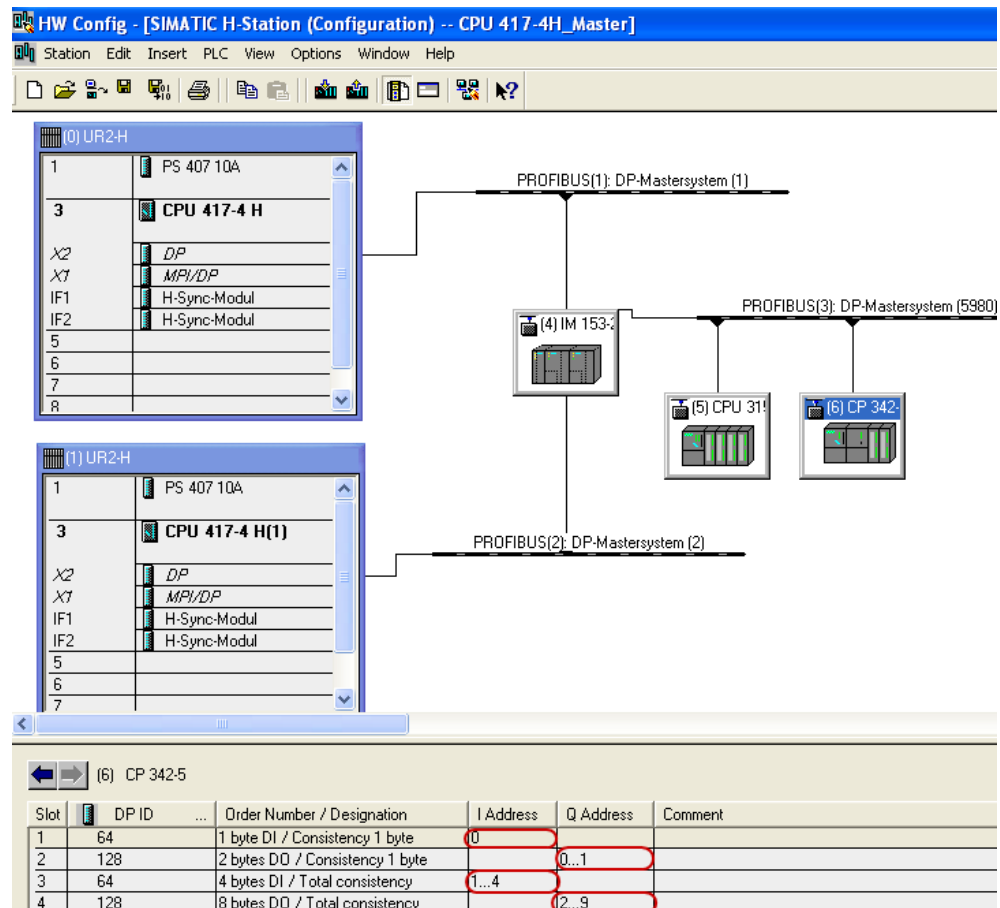 HW Config - [SIMATIC H-Station (Configuration) -- CPU 417-4H_Master]
Station Edit Insert PLC View Options Window Help
(0) UR2-H
1 PS 407 10A
3 CPU 417-4 H
X2 DP
X1 MPI/DP
IF1 H-Sync-Modul
IF2 H-Sync-Modul
5
6
7
8
PROFIBUS(1): DP-Mastersystem (1)
PROFIBUS(3): DP-Mastersystem (5980)
(4) IM 153-2
(5) CPU 315
(6) CP 342-
(1) UR2-H
1 PS 407 10A
3 CPU 417-4 H(1)
X2 DP
X1 MPI/DP
IF1 H-Sync-Modul
IF2 H-Sync-Modul
5
6
7
PROFIBUS(2): DP-Mastersystem (2)
(6) CP 342-5
Slot DP ID ... Order Number / Designation I Address Q Address Comment
1 64 1 byte DI / Consistency 1 byte 0
2 128 2 bytes DO / Consistency 1 byte 0...1
3 64 4 bytes DI / Total consistency 1...4
4 128 8 bytes DO / Total consistency 2...9